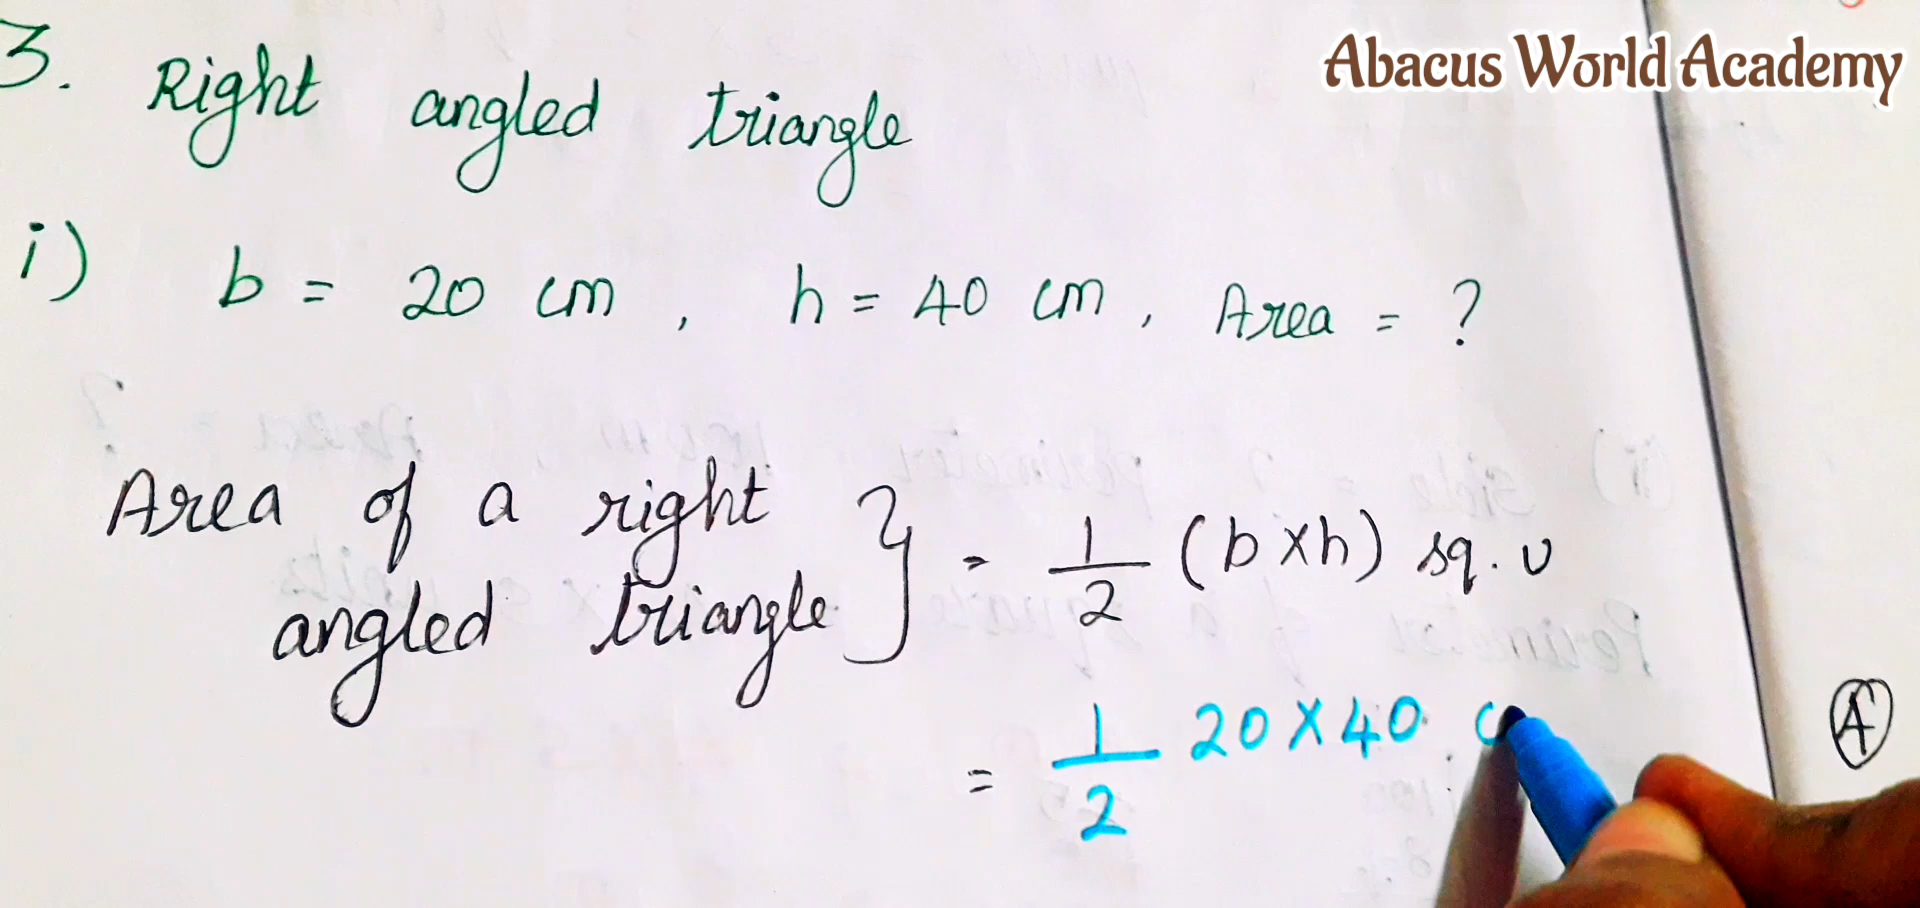 Abacus World Academy
3. Right angled triangle
i) b = 20 cm, h = 40 cm, Area = ?
Area of a right
angled triangle } = 1/2 (b×h) sq. u
= 1/2 20×40 c
A